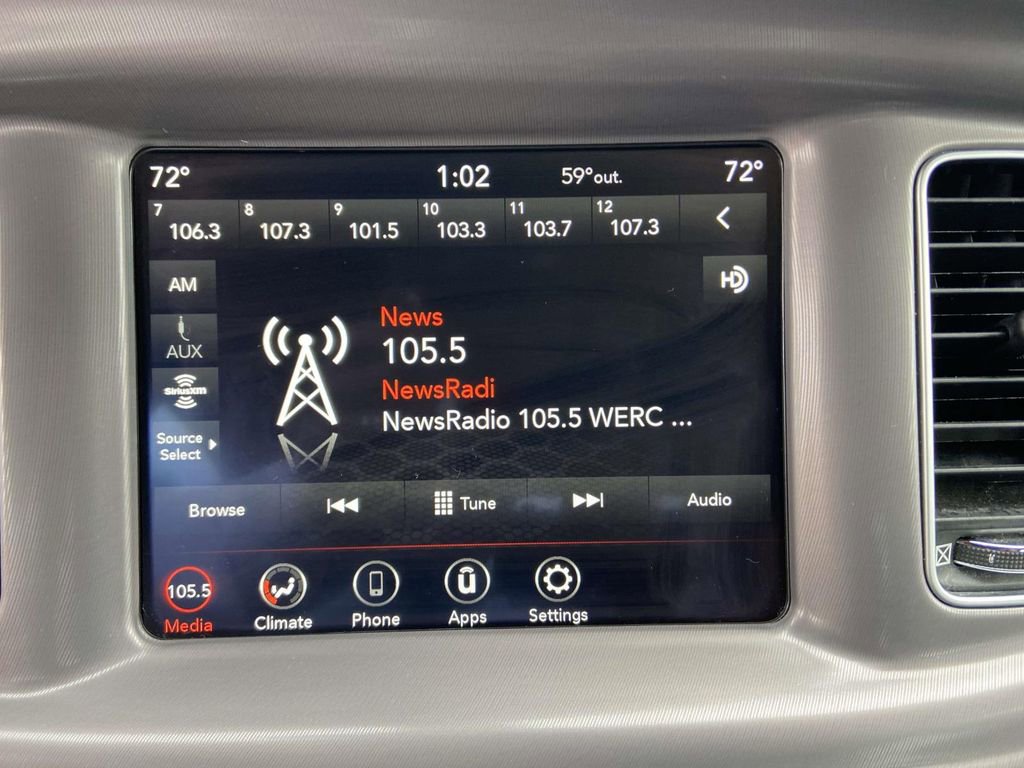 72° 1:02 59°out. 72°
7 106.3 8 107.3 9 101.5 10 103.3 11 103.7 12 107.3
AM
HD
AUX
SiriusXM
Source
Select
News
105.5
NewsRadi
NewsRadio 105.5 WERC ...
Browse Tune Audio
105.5
Media Climate Phone Apps Settings